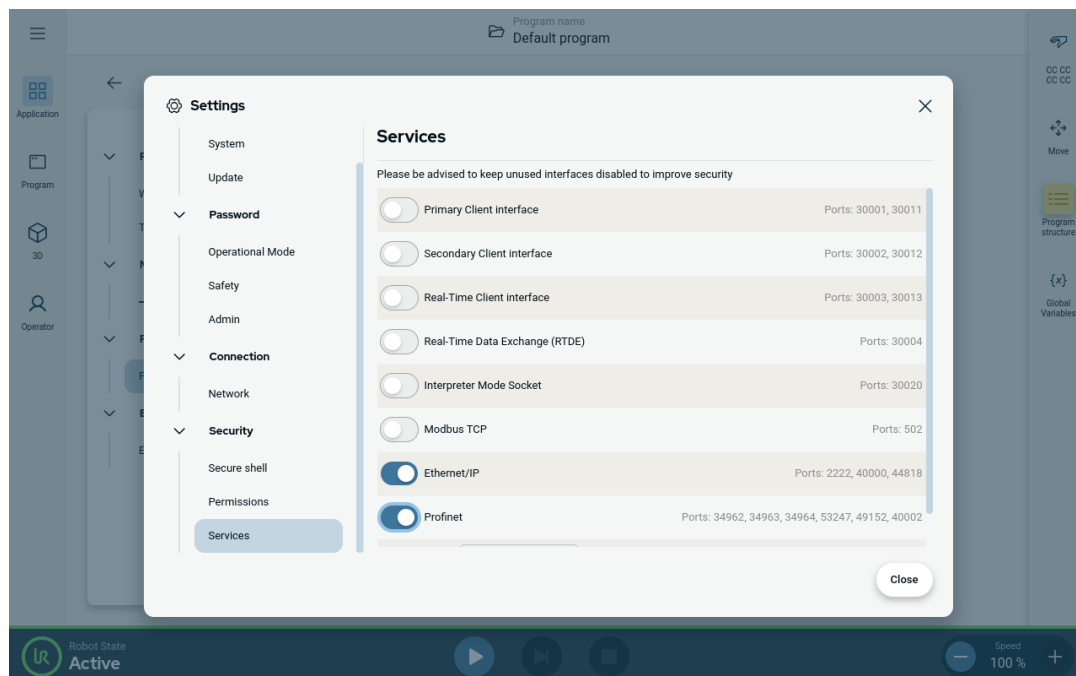 Program name
Default program
Application
Program
3D
Operator
Settings
System
Update
Password
Operational Mode
Safety
Admin
Connection
Network
Security
Secure shell
Permissions
Services
Services
Please be advised to keep unused interfaces disabled to improve security
Primary Client interface Ports: 30001, 30011
Secondary Client interface Ports: 30002, 30012
Real-Time Client interface Ports: 30003, 30013
Real-Time Data Exchange (RTDE) Ports: 30004
Interpreter Mode Socket Ports: 30020
Modbus TCP Ports: 502
Ethernet/IP Ports: 2222, 40000, 44818
Profinet Ports: 34962, 34963, 34964, 53247, 49152, 40002
Close
CC CC
CC CC
Move
Program
structure
{x}
Global
Variables
UR
Robot State
Active
Speed
100 %